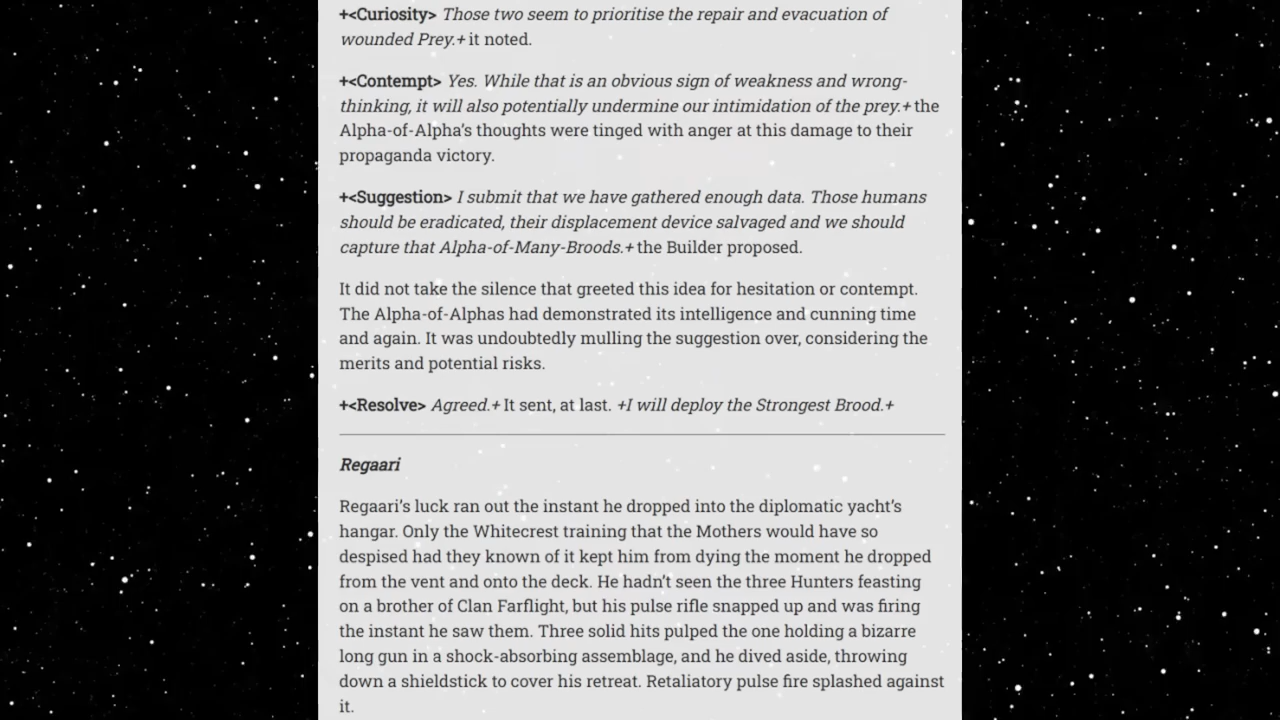 +<Curiosity> Those two seem to prioritise the repair and evacuation of
wounded Prey.+ it noted.
+<Contempt> Yes. While that is an obvious sign of weakness and wrong-
thinking, it will also potentially undermine our intimidation of the prey.+ the
Alpha-of-Alpha’s thoughts were tinged with anger at this damage to their
propaganda victory.
+<Suggestion> I submit that we have gathered enough data. Those humans
should be eradicated, their displacement device salvaged and we should
capture that Alpha-of-Many-Broods.+ the Builder proposed.
It did not take the silence that greeted this idea for hesitation or contempt.
The Alpha-of-Alphas had demonstrated its intelligence and cunning time
and again. It was undoubtedly mulling the suggestion over, considering the
merits and potential risks.
+<Resolve> Agreed.+ It sent, at last. +I will deploy the Strongest Brood.+
Regaari
Regaari’s luck ran out the instant he dropped into the diplomatic yacht’s
hangar. Only the Whitecrest training that the Mothers would have so
despised had they known of it kept him from dying the moment he dropped
from the vent and onto the deck. He hadn’t seen the three Hunters feasting
on a brother of Clan Farflight, but his pulse rifle snapped up and was firing
the instant he saw them. Three solid hits pulped the one holding a bizarre
long gun in a shock-absorbing assemblage, and he dived aside, throwing
down a shieldstick to cover his retreat. Retaliatory pulse fire splashed against
it.